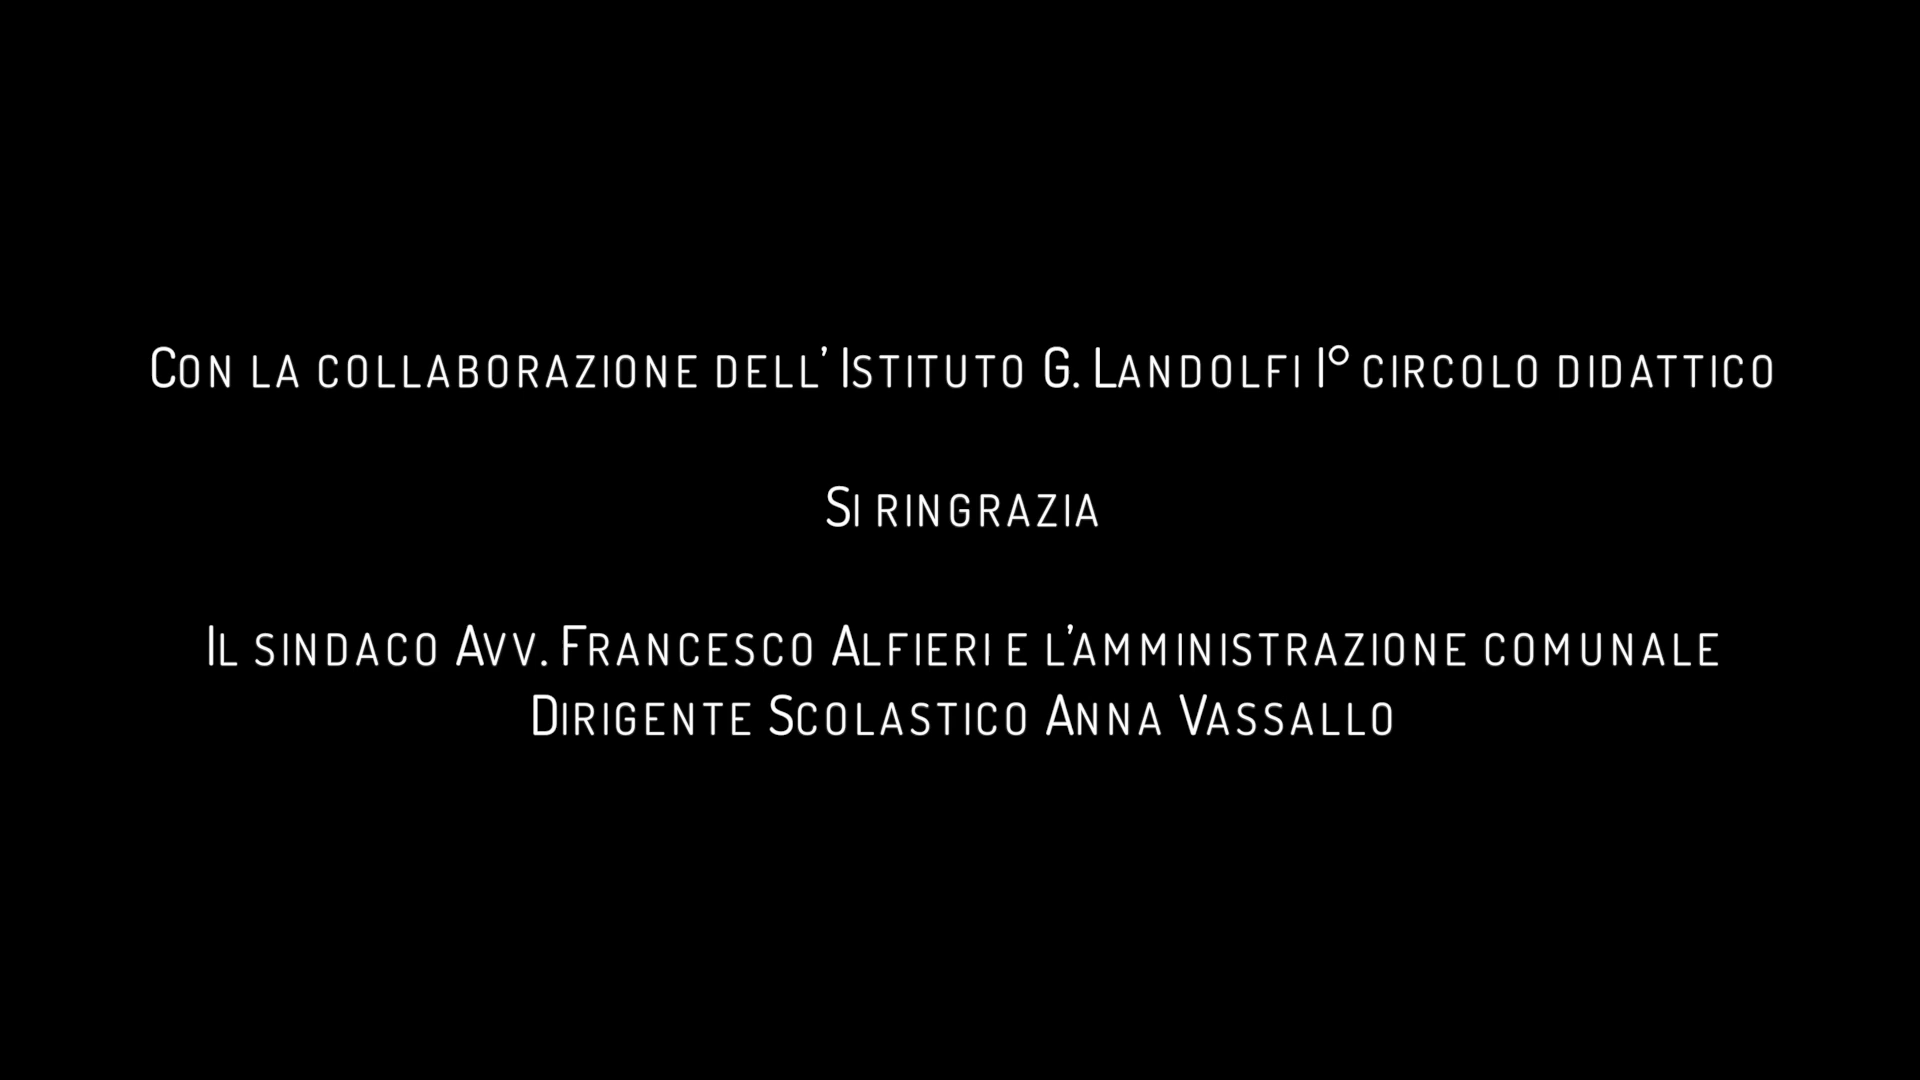 Con la collaborazione dell' Istituto G. Landolfi I° circolo didattico
Si ringrazia
Il sindaco Avv. Francesco Alfieri e l'amministrazione comunale
Dirigente Scolastico Anna Vassallo